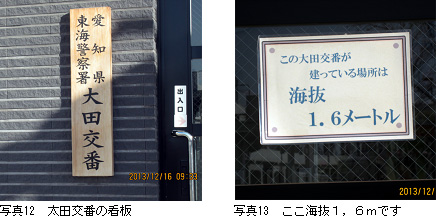 愛知県
東海警察署
大田交番
出入口
2013/12/16 09:33
写真12　太田交番の看板
この大田交番が
建っている場所は
海抜
1.6メートル
2013/12/
写真13　ここ海抜1，6mです